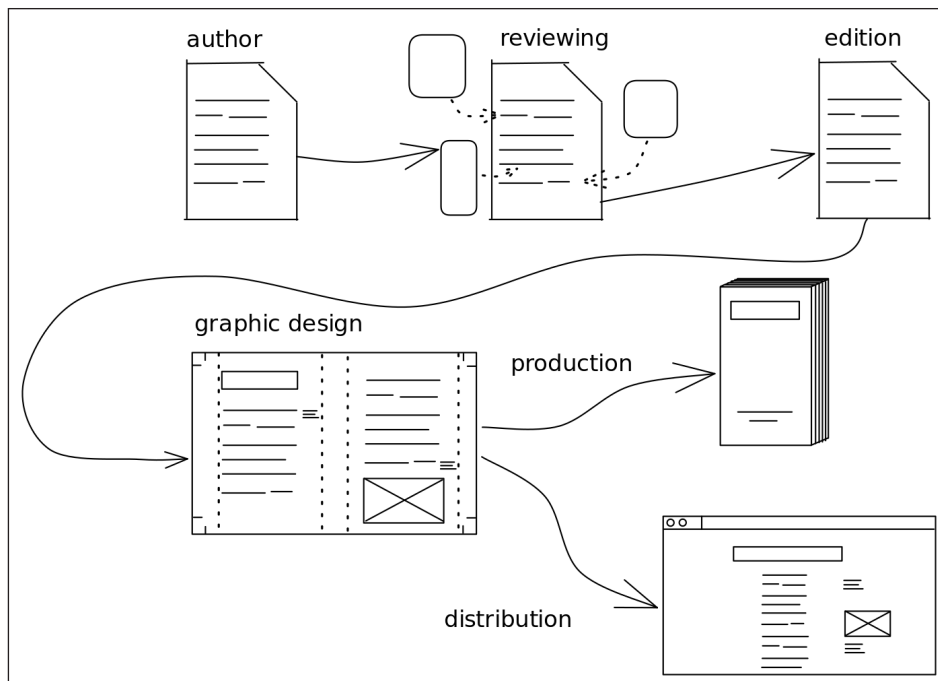 author
reviewing
edition
graphic design
production
distribution